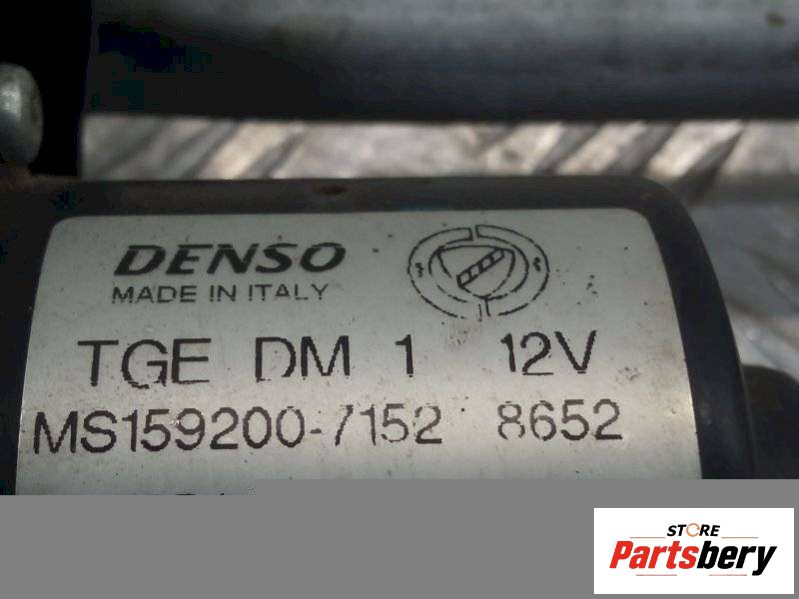 DENSO
MADE IN ITALY
TGE DM 1 12V
MS159200-7152 8652
STORE
Partsbery